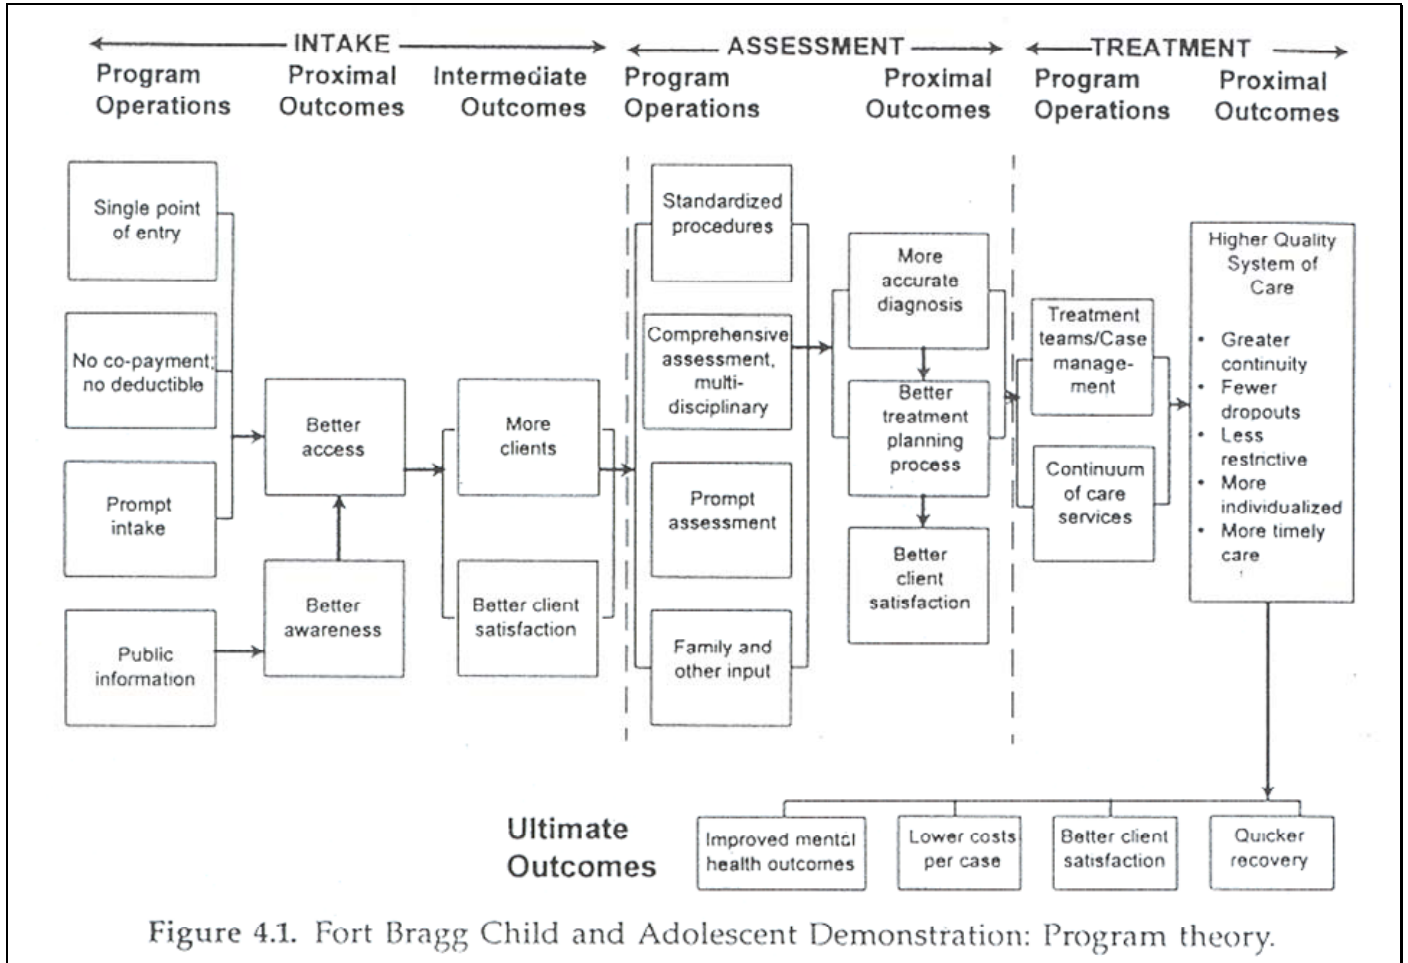 INTAKE
ASSESSMENT
TREATMENT
Program
Operations
Proximal
Outcomes
Intermediate
Outcomes
Program
Operations
Proximal
Outcomes
Program
Operations
Proximal
Outcomes
Single point
of entry
No co-payment;
no deductible
Prompt
intake
Public
information
Better
access
Better
awareness
More
clients
Better client
satisfaction
Standardized
procedures
Comprehensive
assessment,
multi-
disciplinary
Prompt
assessment
Family and
other input
More
accurate
diagnosis
Better
treatment
planning
process
Better
client
satisfaction
Treatment
teams/Case
manage-
ment
Continuum
of care
services
Higher Quality
System of
Care
• Greater
continuity
• Fewer
dropouts
• Less
restrictive
• More
individualized
• More timely
care
Ultimate
Outcomes
Improved mental
health outcomes
Lower costs
per case
Better client
satisfaction
Quicker
recovery
Figure 4.1. Fort Bragg Child and Adolescent Demonstration: Program theory.